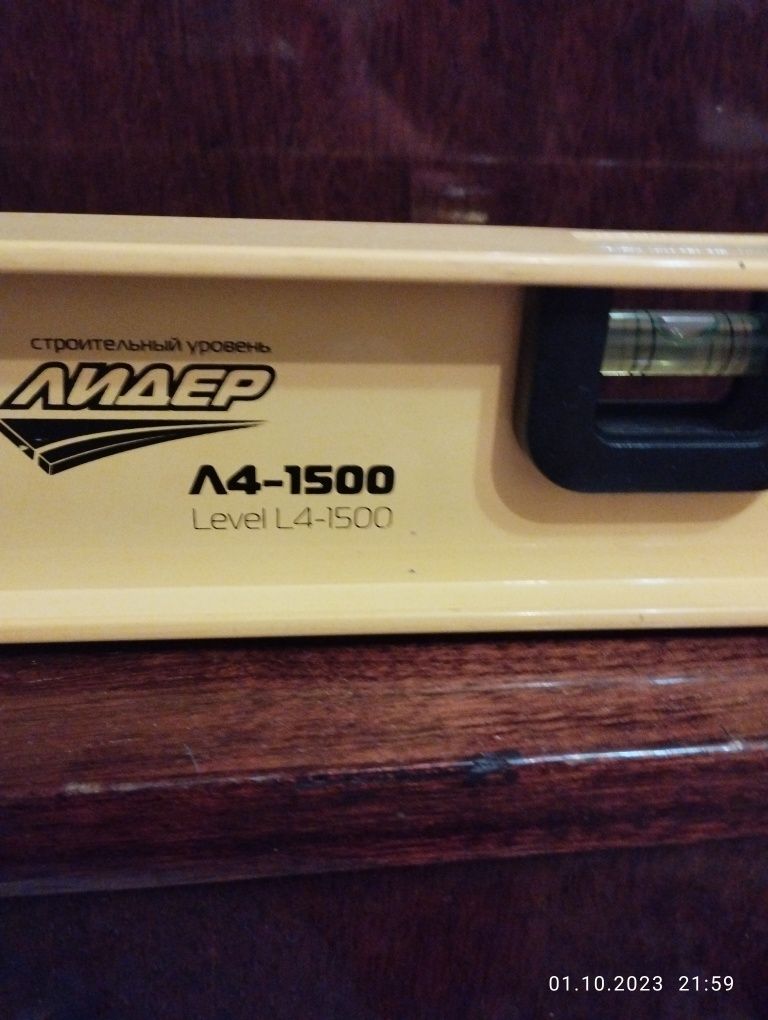 строительный уровень
ЛИДЕР
Л4-1500
Level L4-1500
01.10.2023 21:59